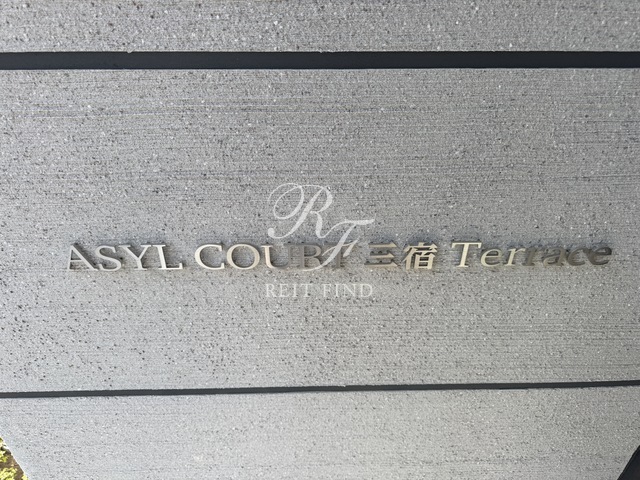 RF
ASYL COURT 三宿 Terrace
REIT FIND